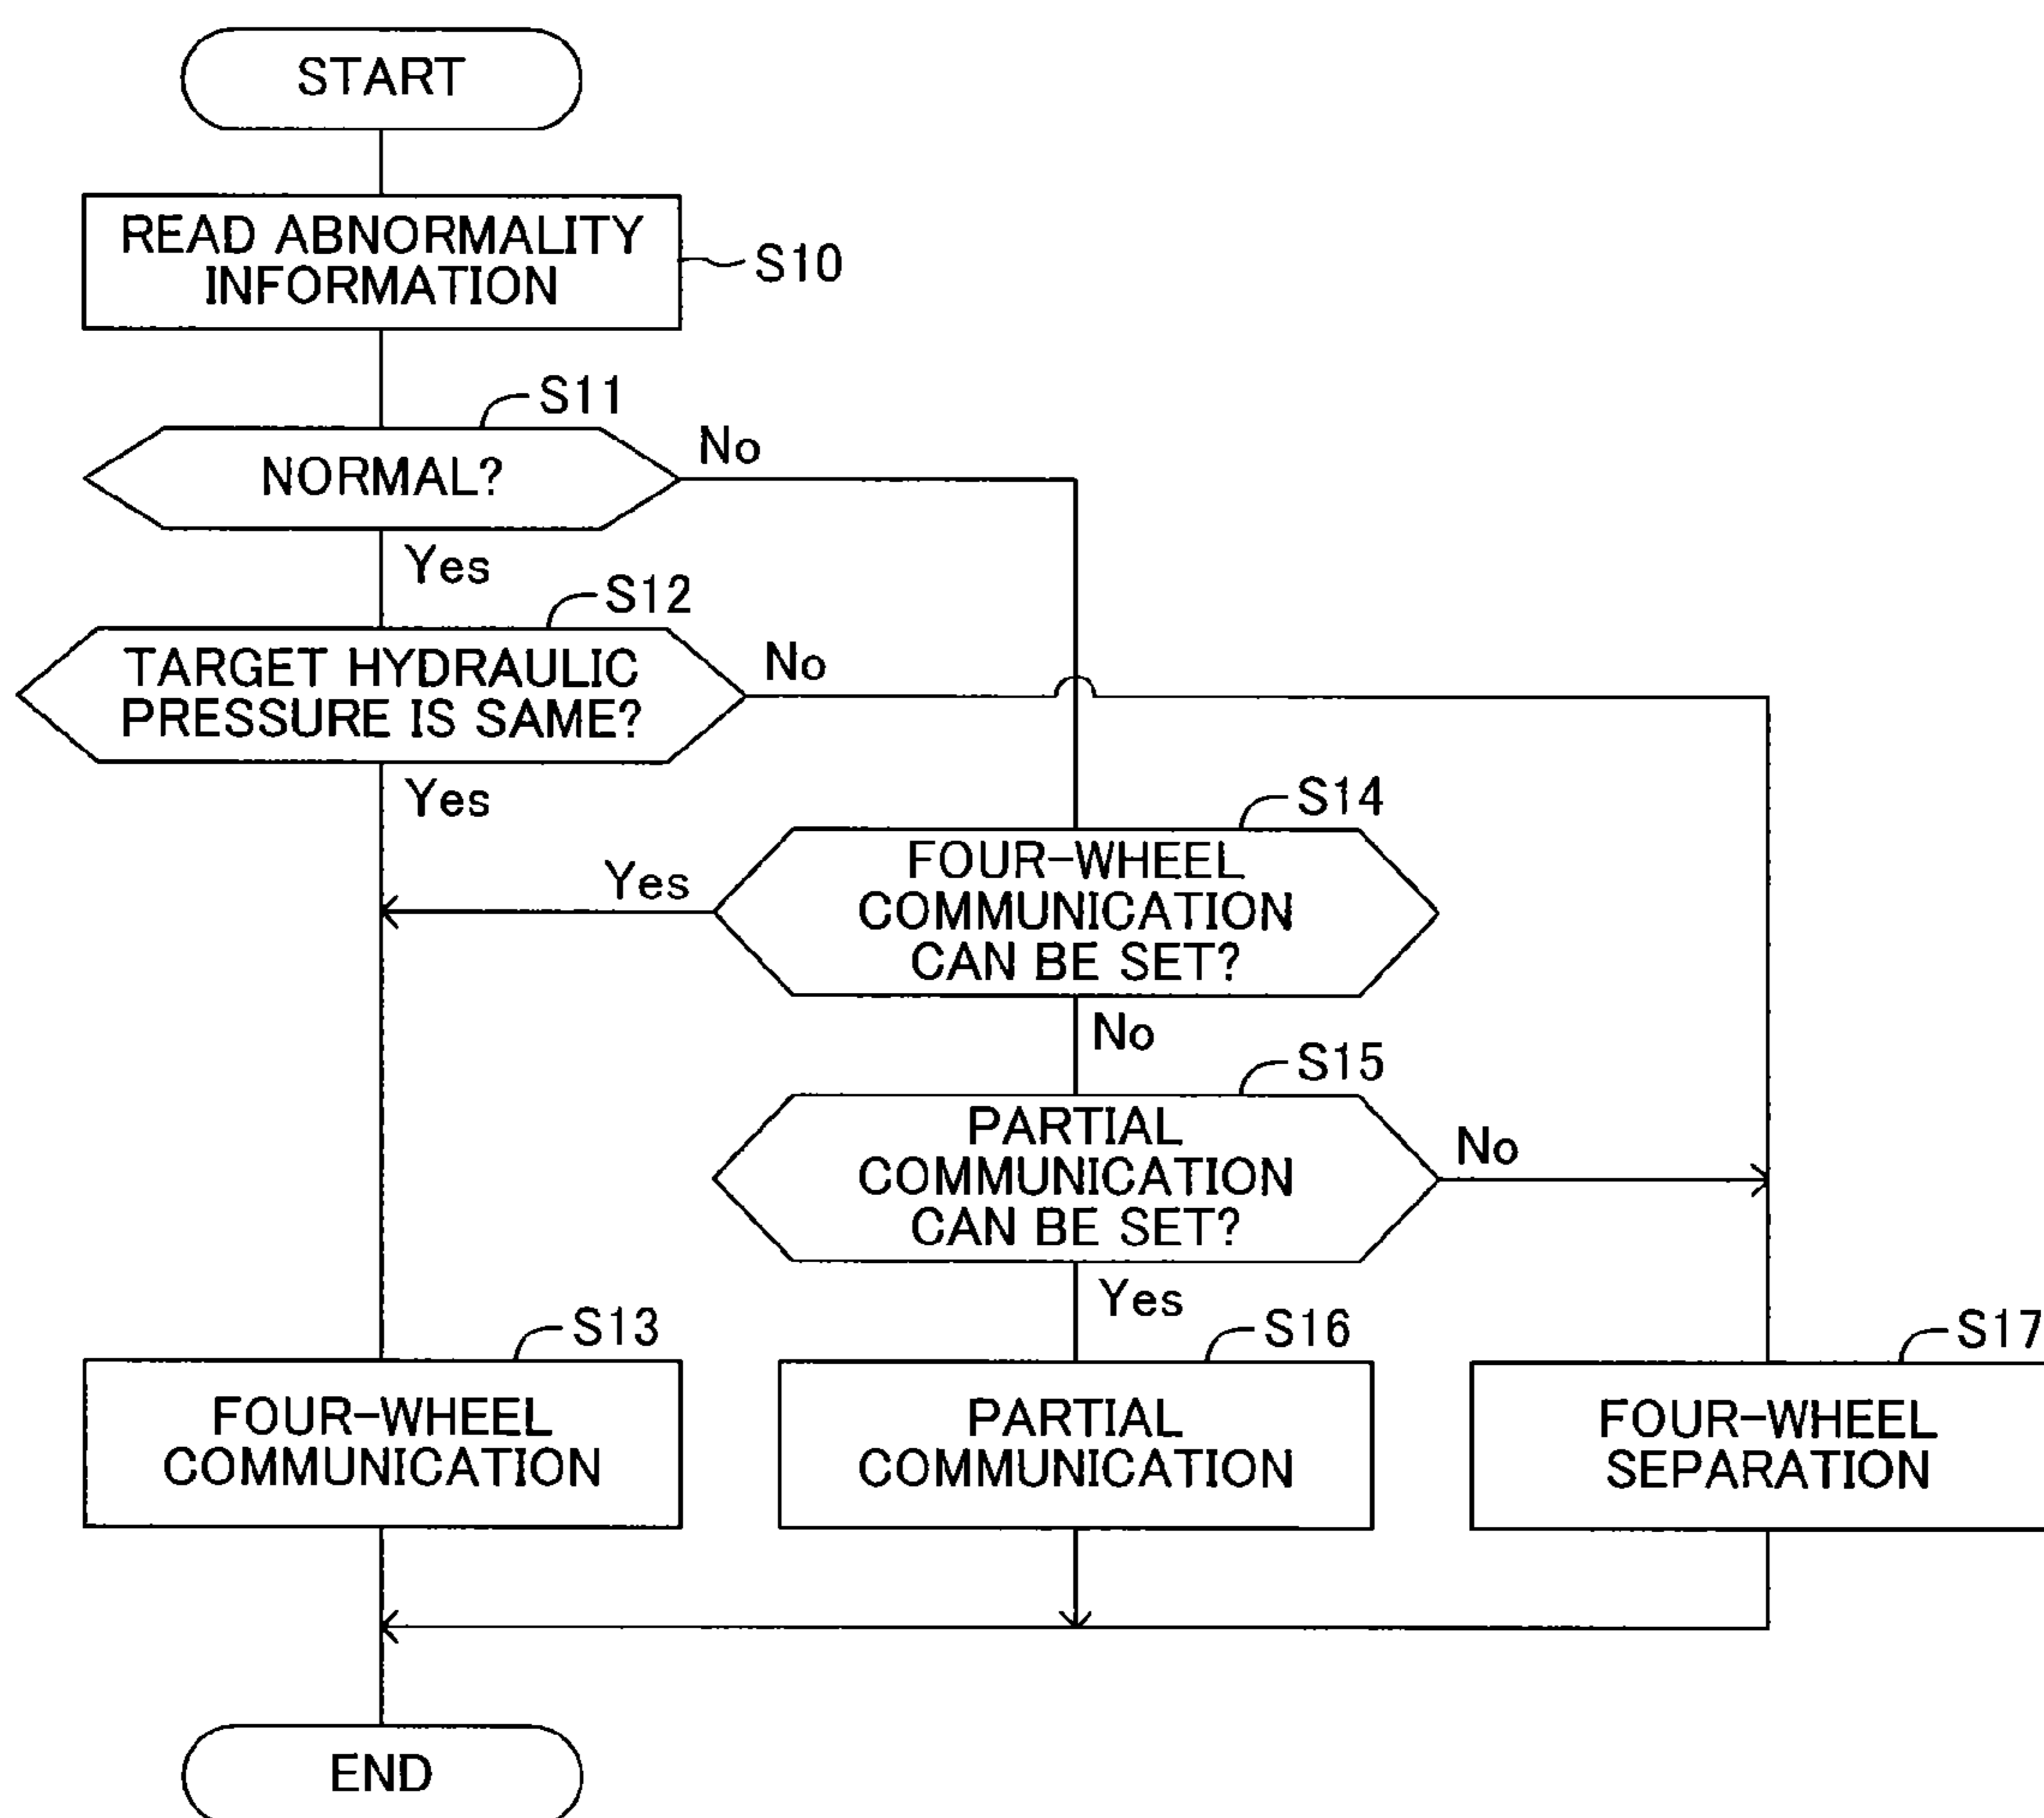 START
READ ABNORMALITY
INFORMATION
S10
S11
NORMAL?
No
Yes
S12
TARGET HYDRAULIC
PRESSURE IS SAME?
No
Yes
S14
FOUR-WHEEL
COMMUNICATION
CAN BE SET?
Yes
No
S15
PARTIAL
COMMUNICATION
CAN BE SET?
No
Yes
S13
FOUR-WHEEL
COMMUNICATION
S16
PARTIAL
COMMUNICATION
S17
FOUR-WHEEL
SEPARATION
END